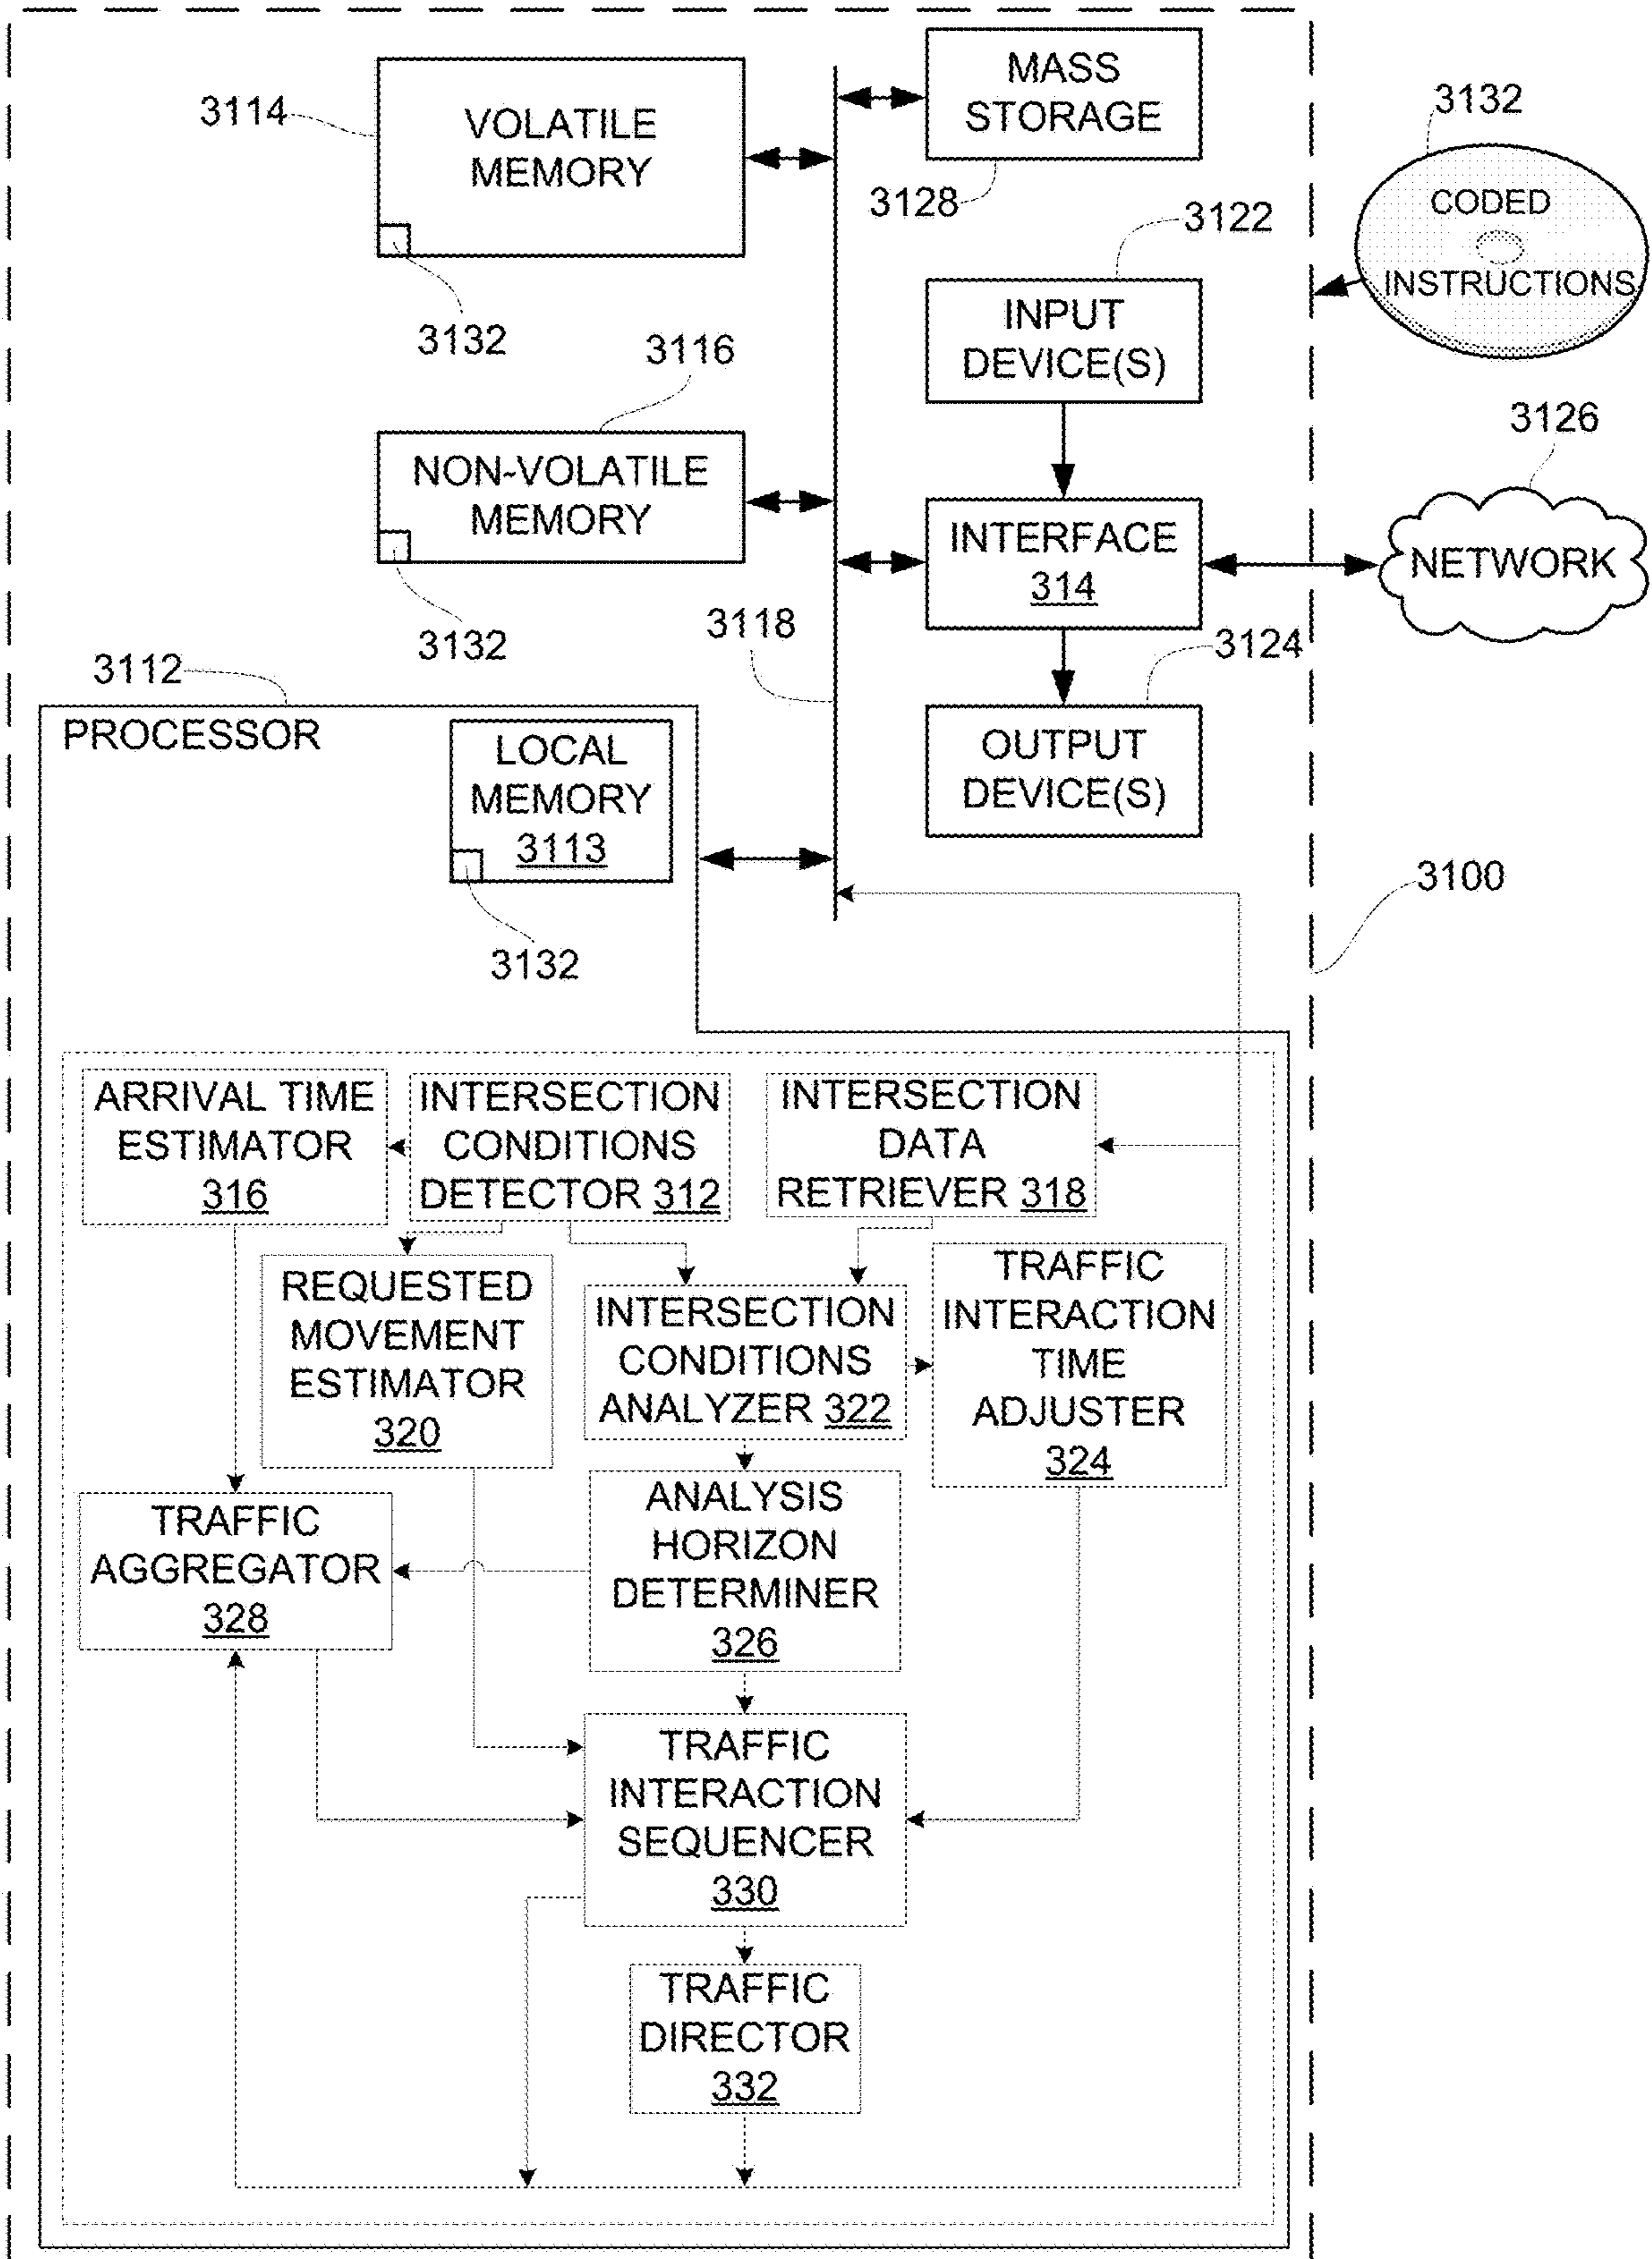 3114
VOLATILE
MEMORY
3132
MASS
STORAGE
3128
3132
CODED
INSTRUCTIONS
3122
INPUT
DEVICE(S)
3116
NON-VOLATILE
MEMORY
3132
3126
NETWORK
INTERFACE
314
3118
3124
OUTPUT
DEVICE(S)
3112
PROCESSOR
LOCAL
MEMORY
3113
3132
3100
ARRIVAL TIME
ESTIMATOR
316
INTERSECTION
CONDITIONS
DETECTOR 312
INTERSECTION
DATA
RETRIEVER 318
REQUESTED
MOVEMENT
ESTIMATOR
320
INTERSECTION
CONDITIONS
ANALYZER 322
TRAFFIC
INTERACTION
TIME
ADJUSTER
324
TRAFFIC
AGGREGATOR
328
ANALYSIS
HORIZON
DETERMINER
326
TRAFFIC
INTERACTION
SEQUENCER
330
TRAFFIC
DIRECTOR
332